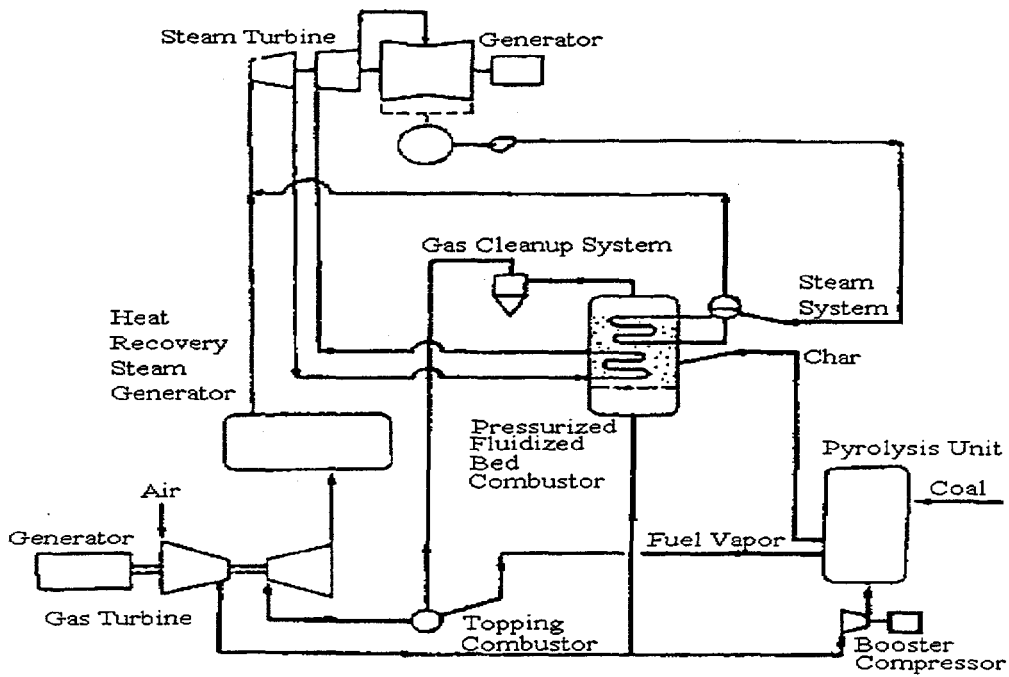 Steam Turbine
Generator
Gas Cleanup System
Steam
System
Heat
Recovery
Steam
Generator
Char
Pressurized
Fluidized
Bed
Combustor
Pyrolysis Unit
Coal
Air
Generator
Fuel Vapor
Gas Turbine
Topping
Combustor
Booster
Compressor